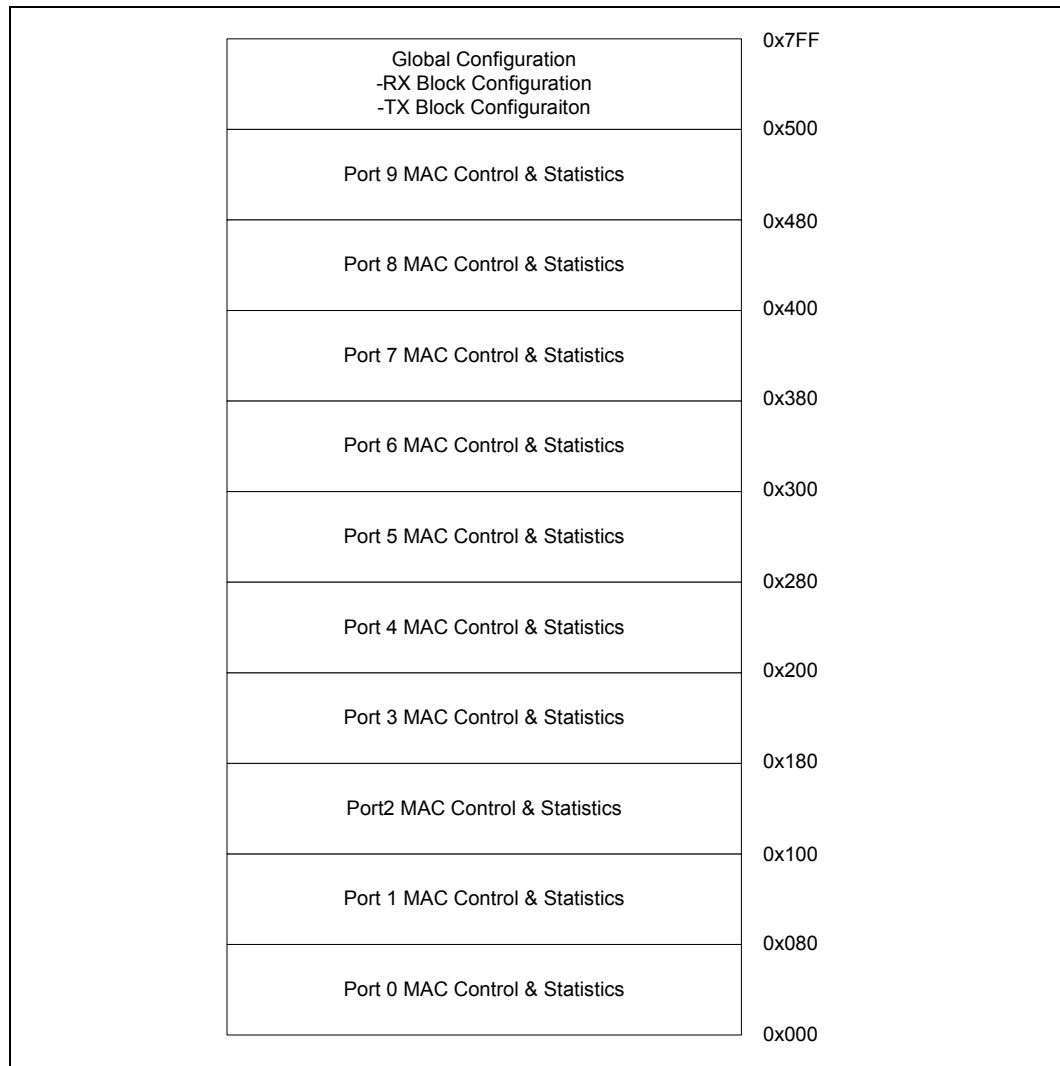 0x7FF
Global Configuration
-RX Block Configuration
-TX Block Configuraiton
0x500
Port 9 MAC Control & Statistics
0x480
Port 8 MAC Control & Statistics
0x400
Port 7 MAC Control & Statistics
0x380
Port 6 MAC Control & Statistics
0x300
Port 5 MAC Control & Statistics
0x280
Port 4 MAC Control & Statistics
0x200
Port 3 MAC Control & Statistics
0x180
Port2 MAC Control & Statistics
0x100
Port 1 MAC Control & Statistics
0x080
Port 0 MAC Control & Statistics
0x000